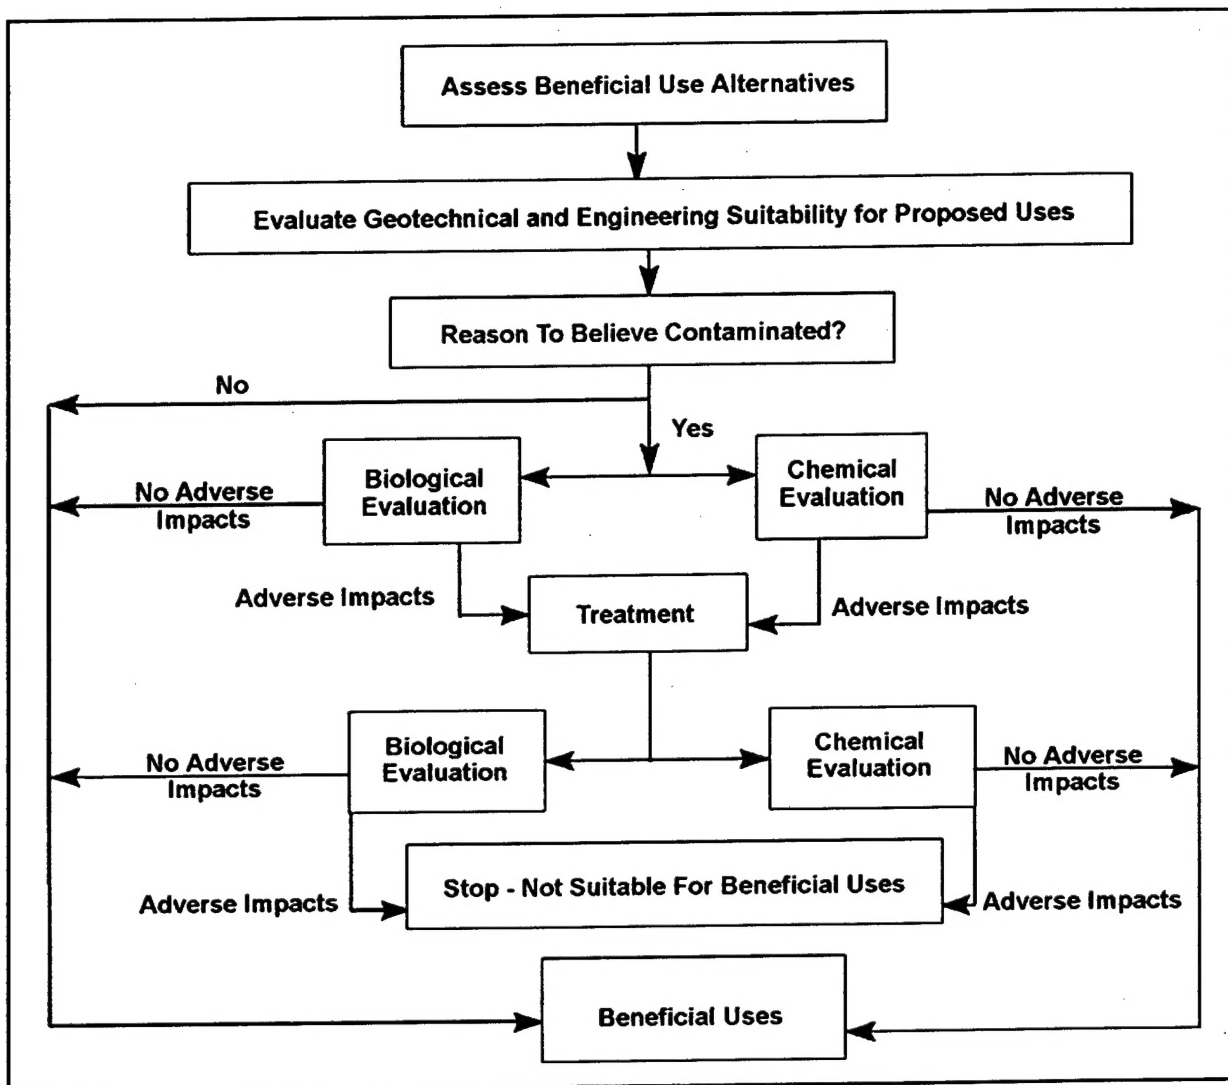 Assess Beneficial Use Alternatives
Evaluate Geotechnical and Engineering Suitability for Proposed Uses
Reason To Believe Contaminated?
No
Yes
Biological
Evaluation
Chemical
Evaluation
No Adverse
Impacts
No Adverse
Impacts
Adverse Impacts
Treatment
Adverse Impacts
Biological
Evaluation
Chemical
Evaluation
No Adverse
Impacts
No Adverse
Impacts
Stop - Not Suitable For Beneficial Uses
Adverse Impacts
Adverse Impacts
Beneficial Uses